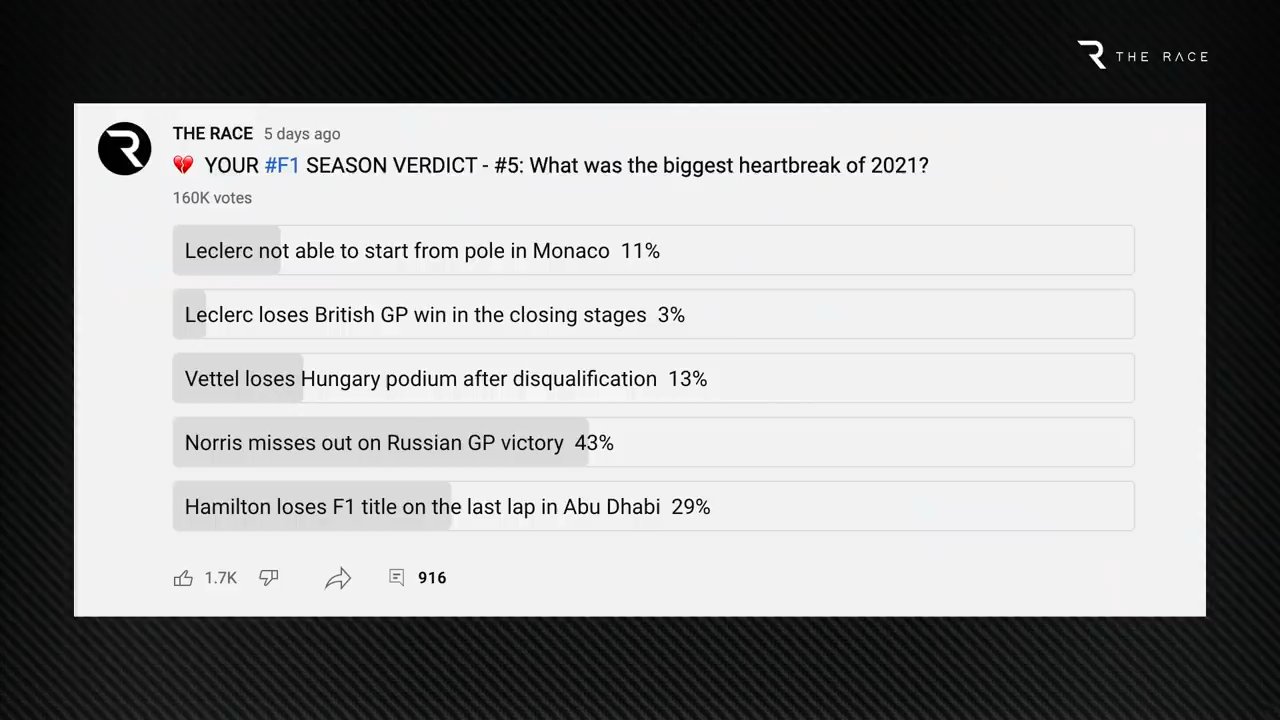 THE RACE
THE RACE 5 days ago
💔 YOUR #F1 SEASON VERDICT - #5: What was the biggest heartbreak of 2021?
160K votes
Leclerc not able to start from pole in Monaco 11%
Leclerc loses British GP win in the closing stages 3%
Vettel loses Hungary podium after disqualification 13%
Norris misses out on Russian GP victory 43%
Hamilton loses F1 title on the last lap in Abu Dhabi 29%
1.7K 916